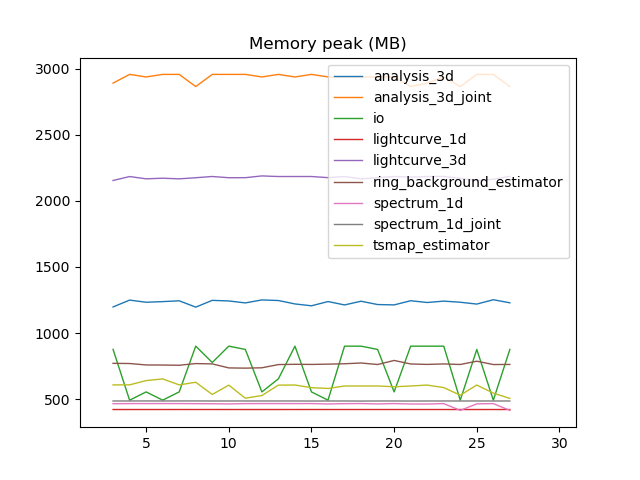 Memory peak (MB)
3000
2500
2000
1500
1000
500
analysis_3d
analysis_3d_joint
io
lightcurve_1d
lightcurve_3d
ring_background_estimator
spectrum_1d
spectrum_1d_joint
tsmap_estimator
5 10 15 20 25 30